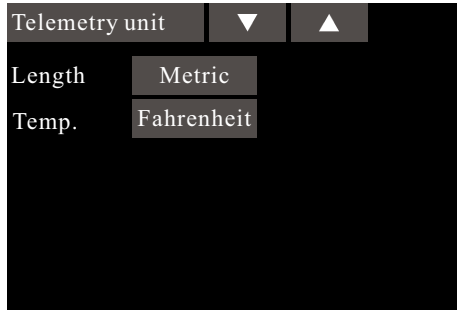 Telemetry unit ▼ ▲
Length Metric
Temp. Fahrenheit